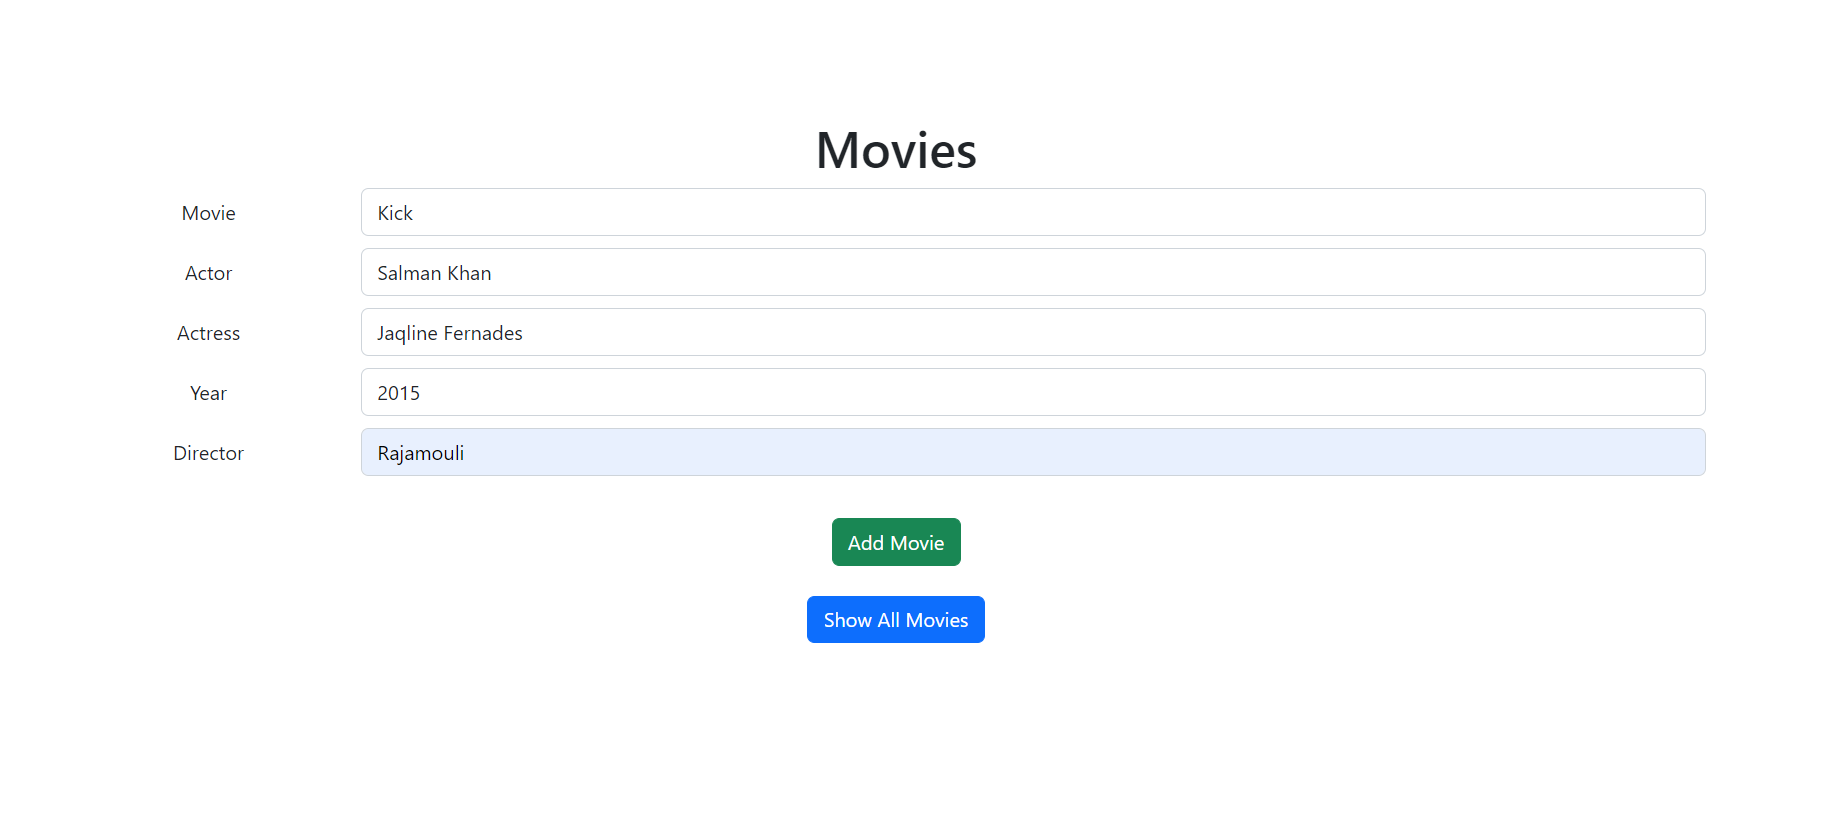 Movies
Movie Kick
Actor Salman Khan
Actress Jaqline Fernades
Year 2015
Director Rajamouli
Add Movie
Show All Movies